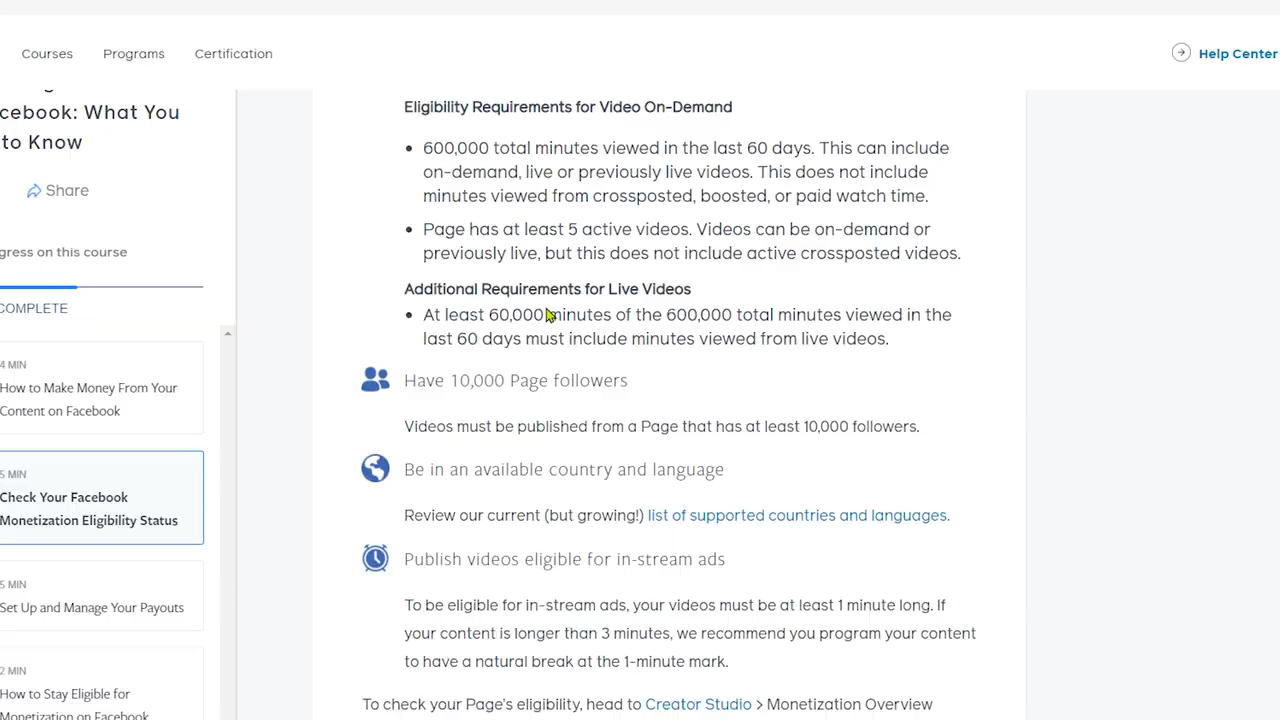 Courses Programs Certification
Help Center
cebook: What You
to Know
Share
gress on this course
COMPLETE
4 MIN
How to Make Money From Your
Content on Facebook
5 MIN
Check Your Facebook
Monetization Eligibility Status
5 MIN
Set Up and Manage Your Payouts
2 MIN
How to Stay Eligible for
Monetization on Facebook
Eligibility Requirements for Video On-Demand
• 600,000 total minutes viewed in the last 60 days. This can include
on-demand, live or previously live videos. This does not include
minutes viewed from crossposted, boosted, or paid watch time.
• Page has at least 5 active videos. Videos can be on-demand or
previously live, but this does not include active crossposted videos.
Additional Requirements for Live Videos
• At least 60,000 minutes of the 600,000 total minutes viewed in the
last 60 days must include minutes viewed from live videos.
Have 10,000 Page followers
Videos must be published from a Page that has at least 10,000 followers.
Be in an available country and language
Review our current (but growing!) list of supported countries and languages.
Publish videos eligible for in-stream ads
To be eligible for in-stream ads, your videos must be at least 1 minute long. If
your content is longer than 3 minutes, we recommend you program your content
to have a natural break at the 1-minute mark.
To check your Page's eligibility, head to Creator Studio > Monetization Overview